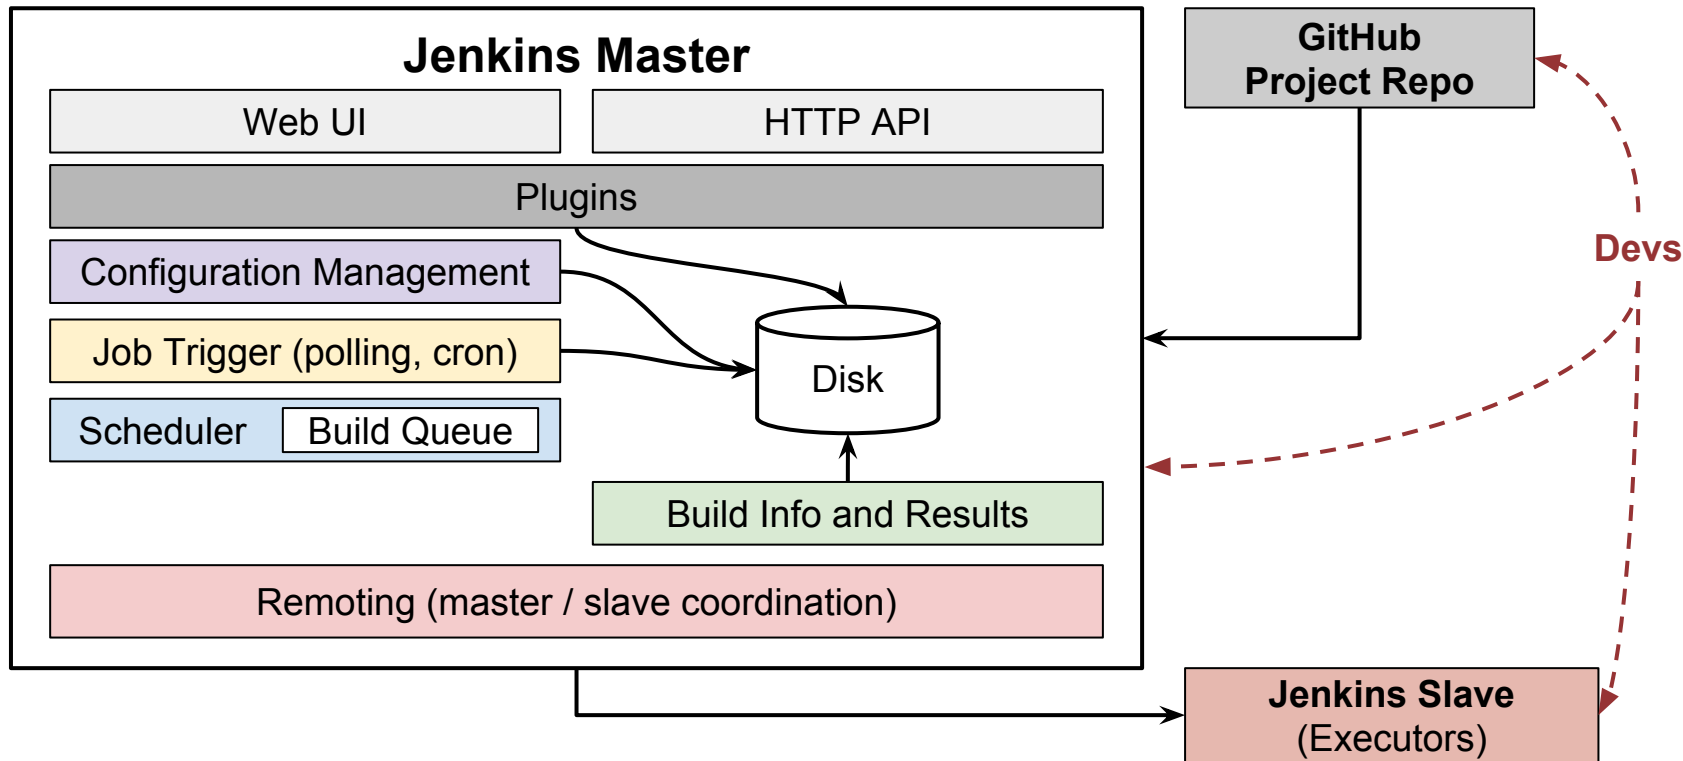 Jenkins Master
Web UI
HTTP API
Plugins
Configuration Management
Job Trigger (polling, cron)
Scheduler
Build Queue
Disk
Build Info and Results
Remoting (master / slave coordination)
GitHub
Project Repo
Devs
Jenkins Slave
(Executors)